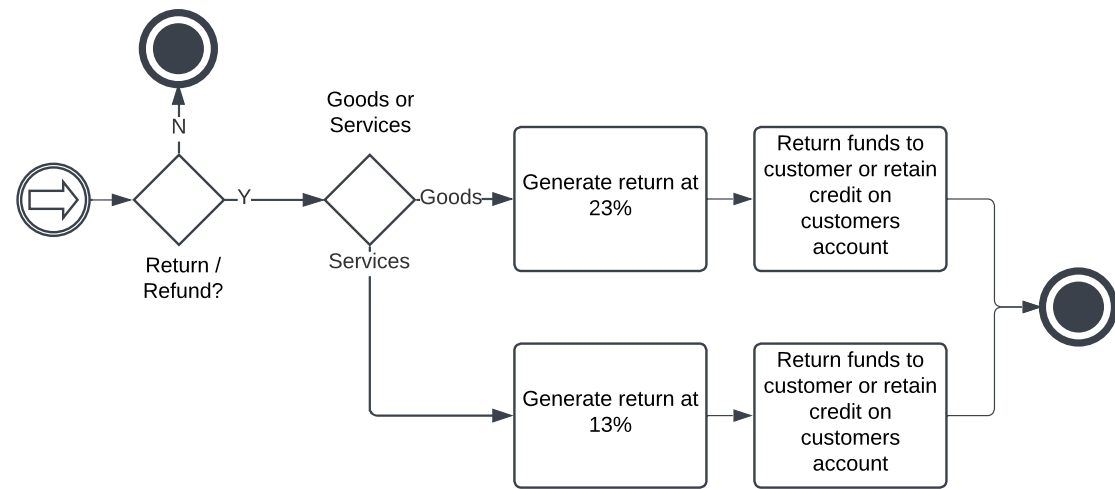 N
Return /
Refund?
Y
Goods or
Services
Goods
Services
Generate return at
23%
Return funds to
customer or retain
credit on
customers
account
Generate return at
13%
Return funds to
customer or retain
credit on
customers
account